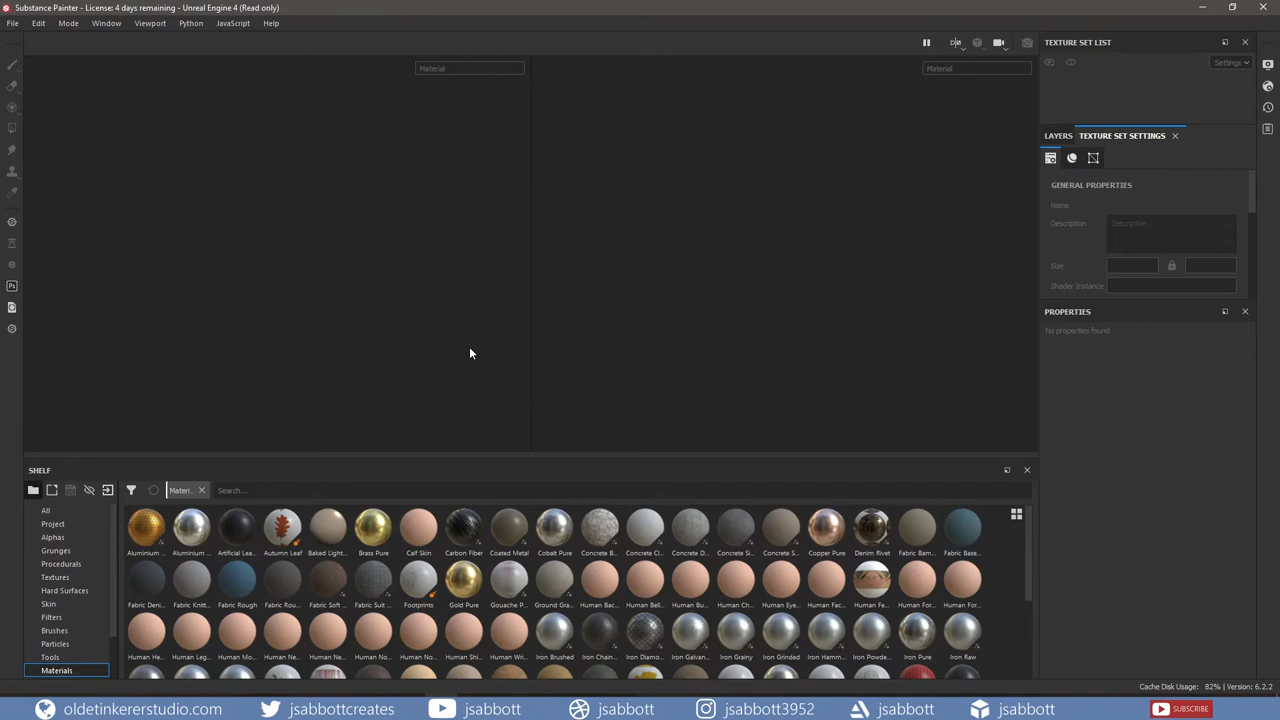 Substance Painter - License: 4 days remaining - Unreal Engine 4 (Read only)
File Edit Mode Window Viewport Python JavaScript Help
Material
Material
TEXTURE SET LIST
Settings
LAYERS TEXTURE SET SETTINGS
GENERAL PROPERTIES
Name
Description Description
Size
Shader Instance
PROPERTIES
No properties found
SHELF
Materi..
Search...
All
Project
Alphas
Grunges
Procedurals
Textures
Hard Surfaces
Skin
Filters
Brushes
Particles
Tools
Materials
Aluminium ... Aluminium ... Artificial Lea... Autumn Leaf Baked Light... Brass Pure Calf Skin Carbon Fiber Coated Metal Cobalt Pure Concrete B... Concrete Cl... Concrete D... Concrete Si... Concrete S... Copper Pure Denim Rivet Fabric Bam... Fabric Base...
Fabric Deni... Fabric Knitt... Fabric Rough Fabric Rou... Fabric Soft ... Fabric Suit ... Footprints Gold Pure Gouache P... Ground Gra... Human Bac... Human Bell... Human Bu... Human Ch... Human Eye... Human Fac... Human Fe... Human For... Human For...
Human He... Human Leg... Human Mo... Human Ne... Human Ne... Human No... Human No... Human Shi... Human Wri... Iron Brushed Iron Chain... Iron Diamo... Iron Galvan... Iron Grainy Iron Grinded Iron Hamm... Iron Powde... Iron Pure Iron Raw
Cache Disk Usage: 82% | Version: 6.2.2
oldetinkererstudio.com jsabbottcreates jsabbott jsabbott jsabbott3952 jsabbott jsabbott SUBSCRIBE
Ps